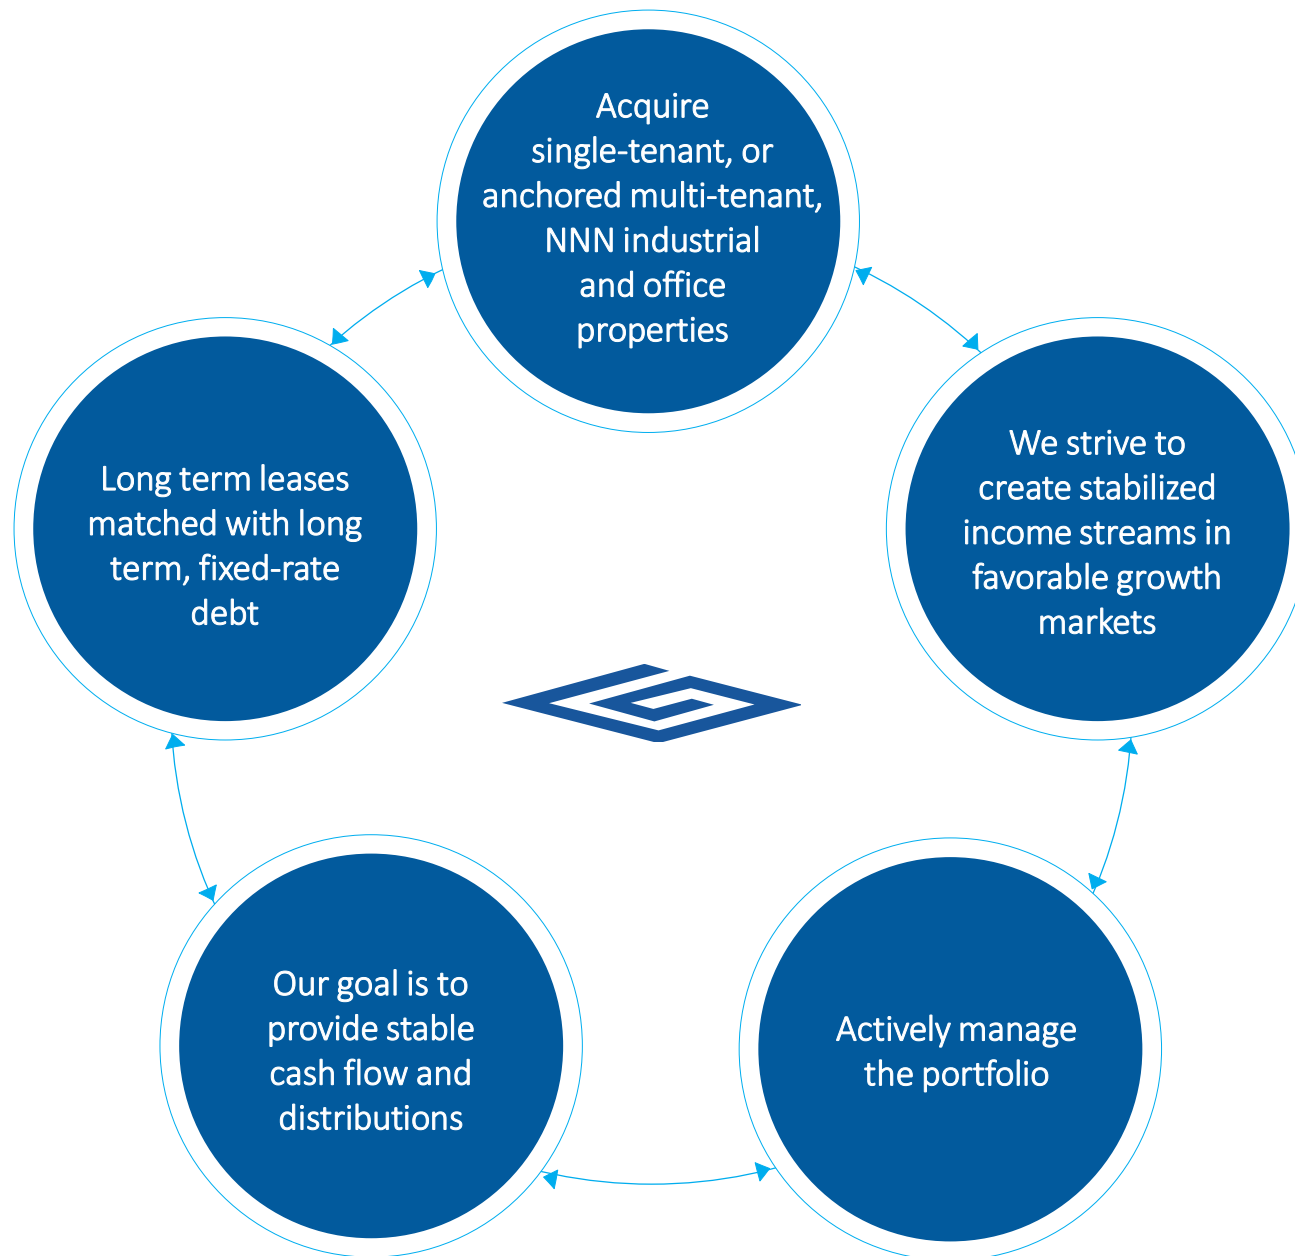 Acquire
single-tenant, or
anchored multi-tenant,
NNN industrial
and office
properties
We strive to
create stabilized
income streams in
favorable growth
markets
Actively manage
the portfolio
Our goal is to
provide stable
cash flow and
distributions
Long term leases
matched with long
term, fixed-rate
debt